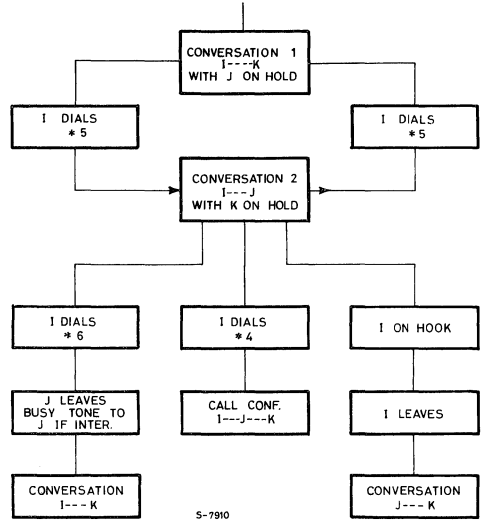 CONVERSATION 1
I----K
WITH J ON HOLD
I DIALS
*5
I DIALS
*5
CONVERSATION 2
I---J
WITH K ON HOLD
I DIALS
*6
I DIALS
*4
I ON HOOK
J LEAVES
BUSY TONE TO
J IF INTER.
CALL CONF.
I---J---K
I LEAVES
CONVERSATION
I---K
CONVERSATION
J---K
S-7910